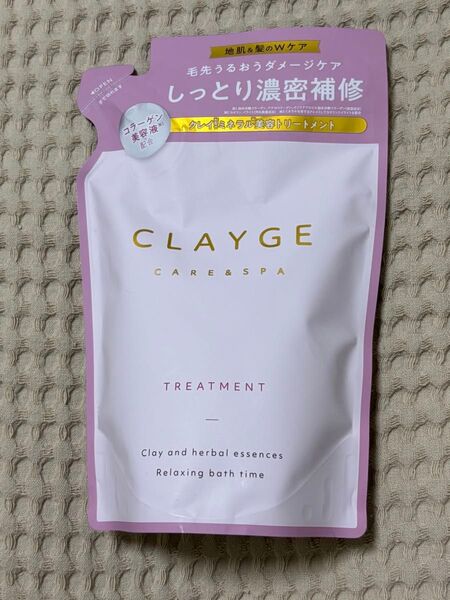 OPEN
地肌&髪のWケア
毛先うるおうダメージケア
しっとり濃密補修
クレイ ミネラル 美容トリートメント
コラーゲン
美容液
配合
CLAYGE
CARE & SPA
TREATMENT
Clay and herbal essences
Relaxing bath time